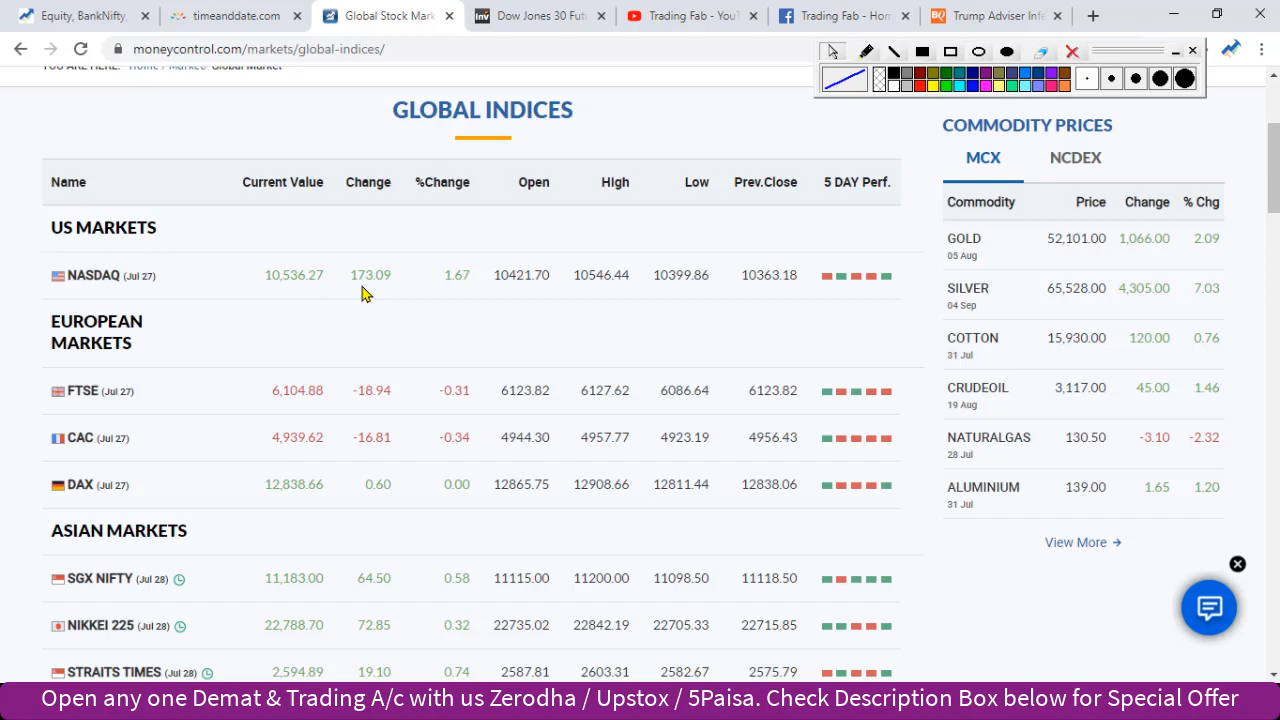 Equity, BankNifty,
timeanddate.com
Global Stock Mark
Dow Jones 30 Futu
Trading Fab - YouT
Trading Fab - Hom
Trump Adviser Infe
moneycontrol.com/markets/global-indices/
YOU ARE HERE: Home / Market / Global Market
GLOBAL INDICES
Name Current Value Change %Change Open High Low Prev.Close 5 DAY Perf.
US MARKETS
NASDAQ (Jul 27) 10,536.27 173.09 1.67 10421.70 10546.44 10399.86 10363.18
EUROPEAN
MARKETS
FTSE (Jul 27) 6,104.88 -18.94 -0.31 6123.82 6127.62 6086.64 6123.82
CAC (Jul 27) 4,939.62 -16.81 -0.34 4944.30 4957.77 4923.19 4956.43
DAX (Jul 27) 12,838.66 0.60 0.00 12865.75 12908.66 12811.44 12838.06
ASIAN MARKETS
SGX NIFTY (Jul 28) 11,183.00 64.50 0.58 11115.00 11200.00 11098.50 11118.50
NIKKEI 225 (Jul 28) 22,788.70 72.85 0.32 22735.02 22842.19 22705.33 22715.85
STRAITS TIMES (Jul 28) 2,594.89 19.10 0.74 2587.81 2603.31 2582.67 2575.79
COMMODITY PRICES
MCX NCDEX
Commodity Price Change % Chg
GOLD 52,101.00 1,066.00 2.09
05 Aug
SILVER 65,528.00 4,305.00 7.03
04 Sep
COTTON 15,930.00 120.00 0.76
31 Jul
CRUDEOIL 3,117.00 45.00 1.46
19 Aug
NATURALGAS 130.50 -3.10 -2.32
28 Jul
ALUMINIUM 139.00 1.65 1.20
31 Jul
View More
Open any one Demat & Trading A/c with us Zerodha / Upstox / 5Paisa. Check Description Box below for Special Offer